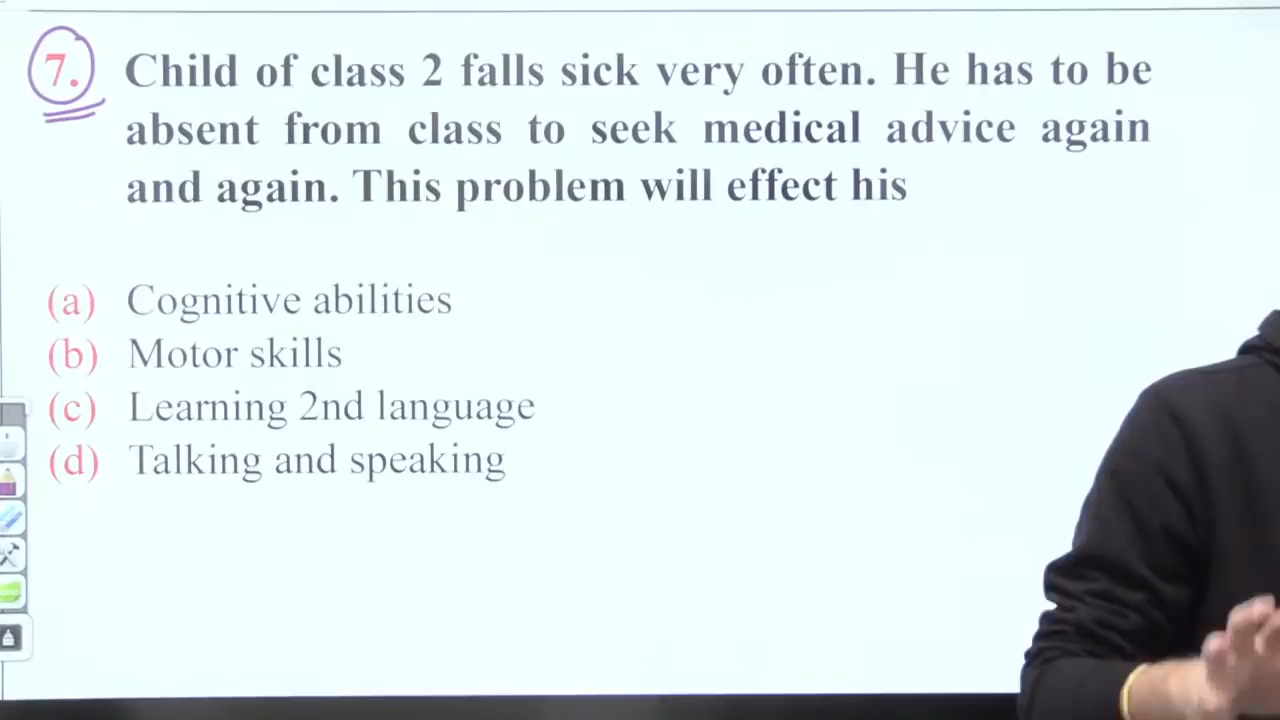 7. Child of class 2 falls sick very often. He has to be
absent from class to seek medical advice again
and again. This problem will effect his
(a) Cognitive abilities
(b) Motor skills
(c) Learning 2nd language
(d) Talking and speaking